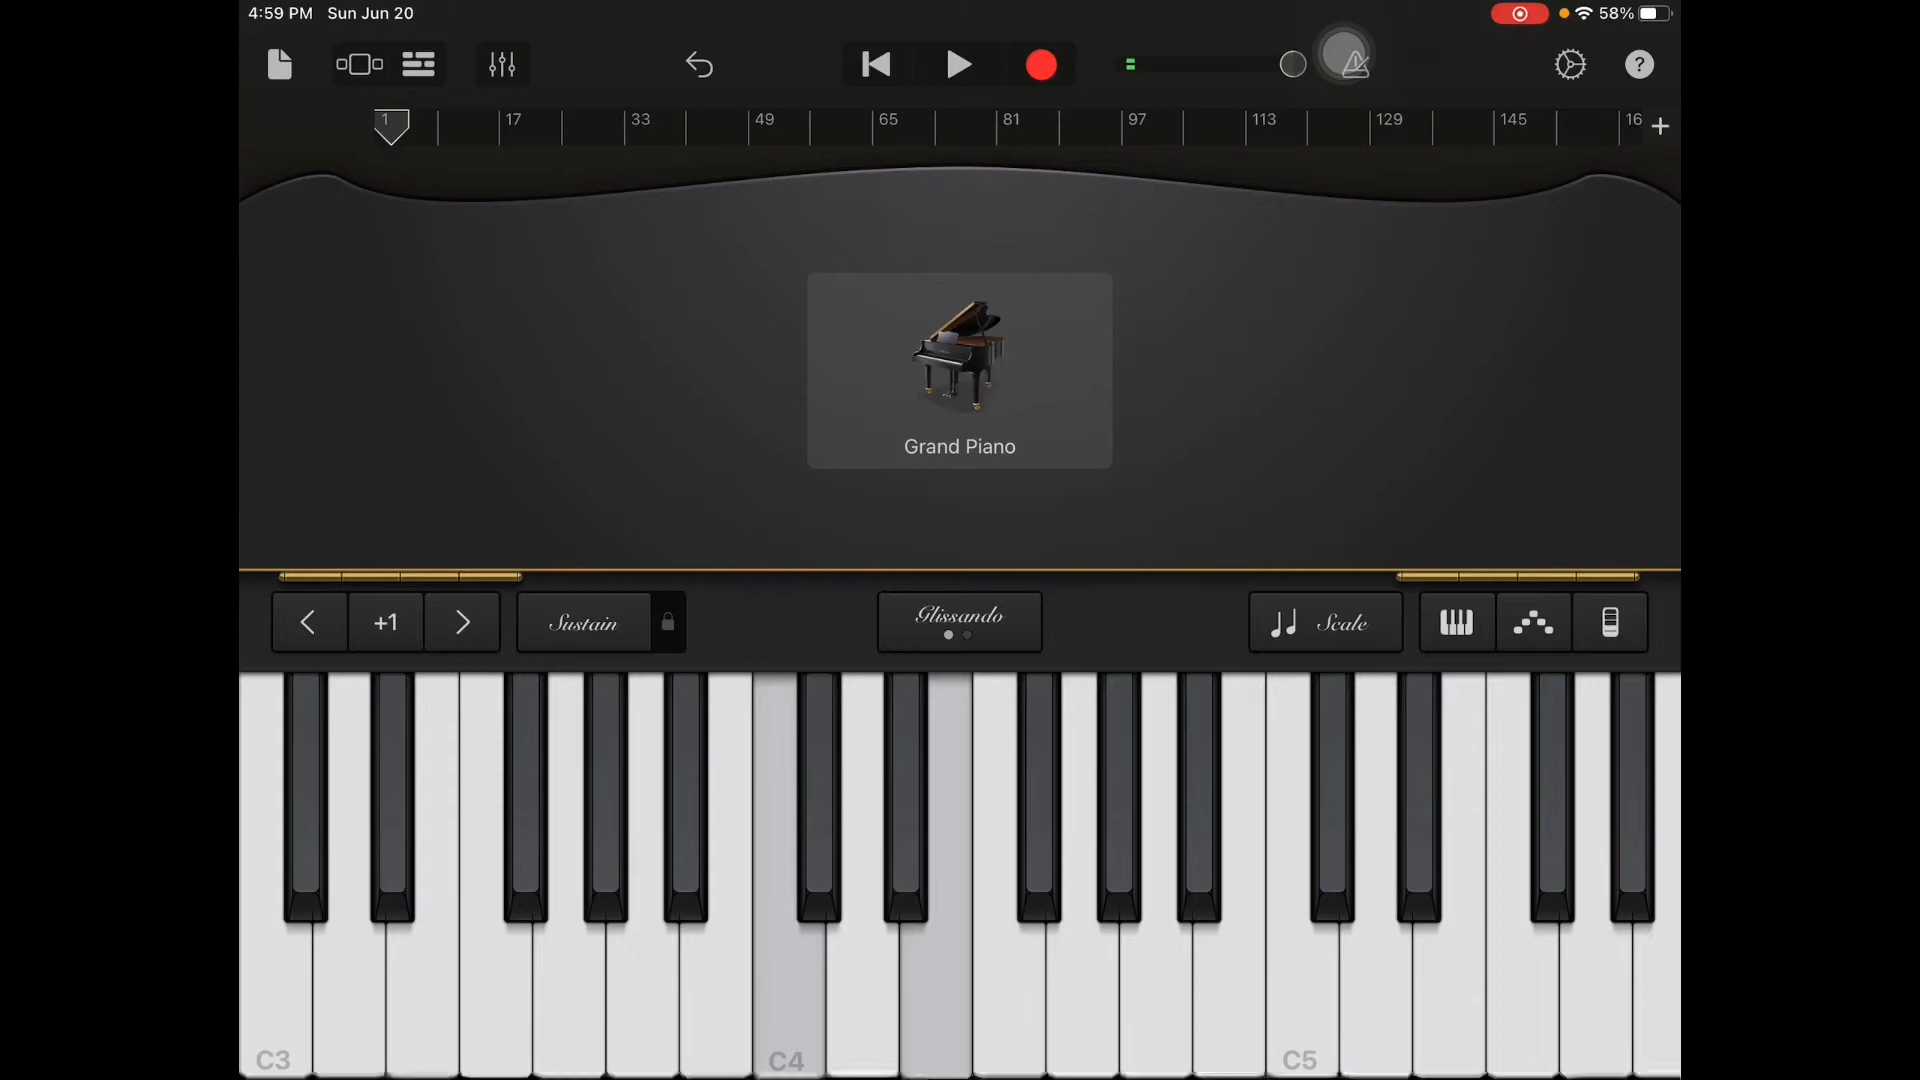 4:59 PM Sun Jun 20 58%
?
1 17 33 49 65 81 97 113 129 145 16 +
Grand Piano
+1 Sustain Glissando Scale
C3 C4 C5